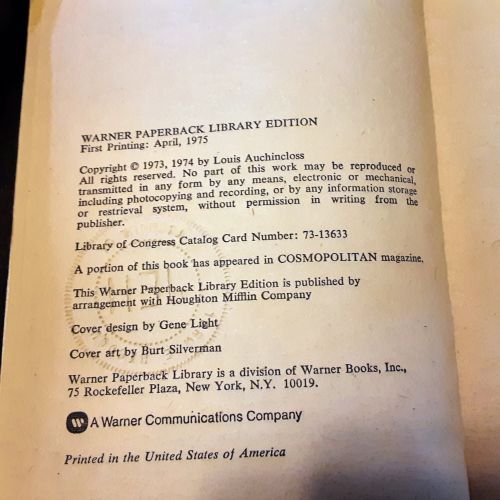 WARNER PAPERBACK LIBRARY EDITION
First Printing: April, 1975
Copyright © 1973, 1974 by Louis Auchincloss
All rights reserved. No part of this work may be reproduced or
transmitted in any form by any means, electronic or mechanical,
including photocopying and recording, or by any information storage
or restrieval system, without permission in writing from the
publisher.
Library of Congress Catalog Card Number: 73-13633
A portion of this book has appeared in COSMOPOLITAN magazine.
This Warner Paperback Library Edition is published by
arrangement with Houghton Mifflin Company
Cover design by Gene Light
Cover art by Burt Silverman
Warner Paperback Library is a division of Warner Books, Inc.,
75 Rockefeller Plaza, New York, N.Y. 10019.
A Warner Communications Company
Printed in the United States of America